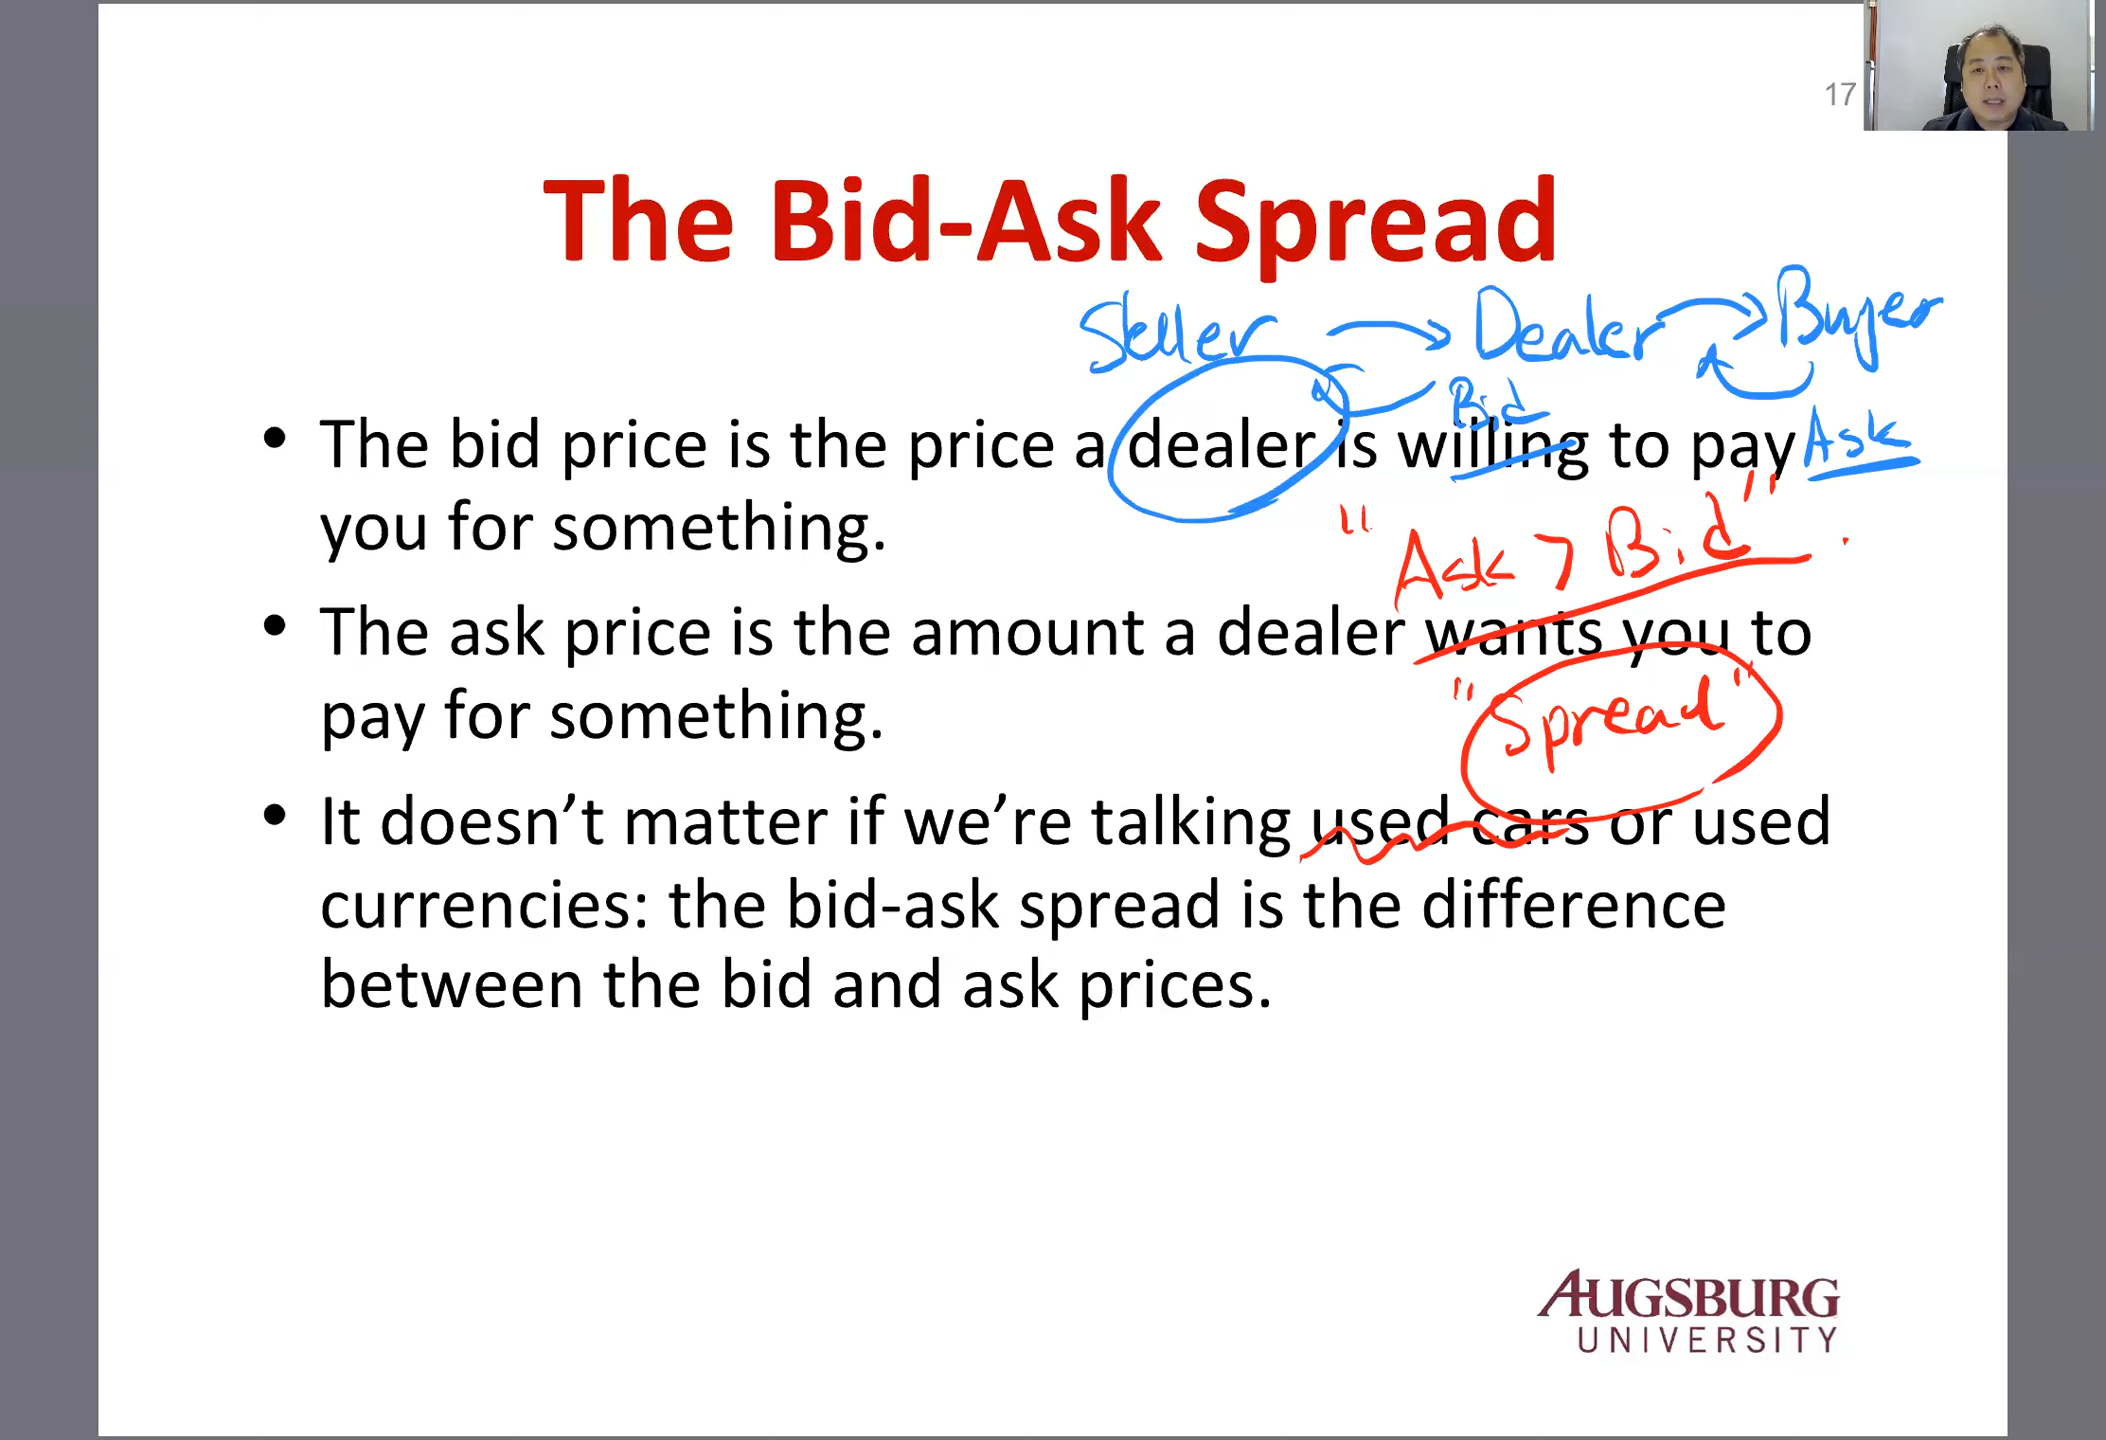 17
The Bid-Ask Spread
Seller → Dealer → Buyer
Bid
Ask
• The bid price is the price a dealer is willing to pay
you for something.
"Ask > Bid"
• The ask price is the amount a dealer wants you to
pay for something.
"Spread"
• It doesn't matter if we're talking used cars or used
currencies: the bid-ask spread is the difference
between the bid and ask prices.
AUGSBURG
UNIVERSITY